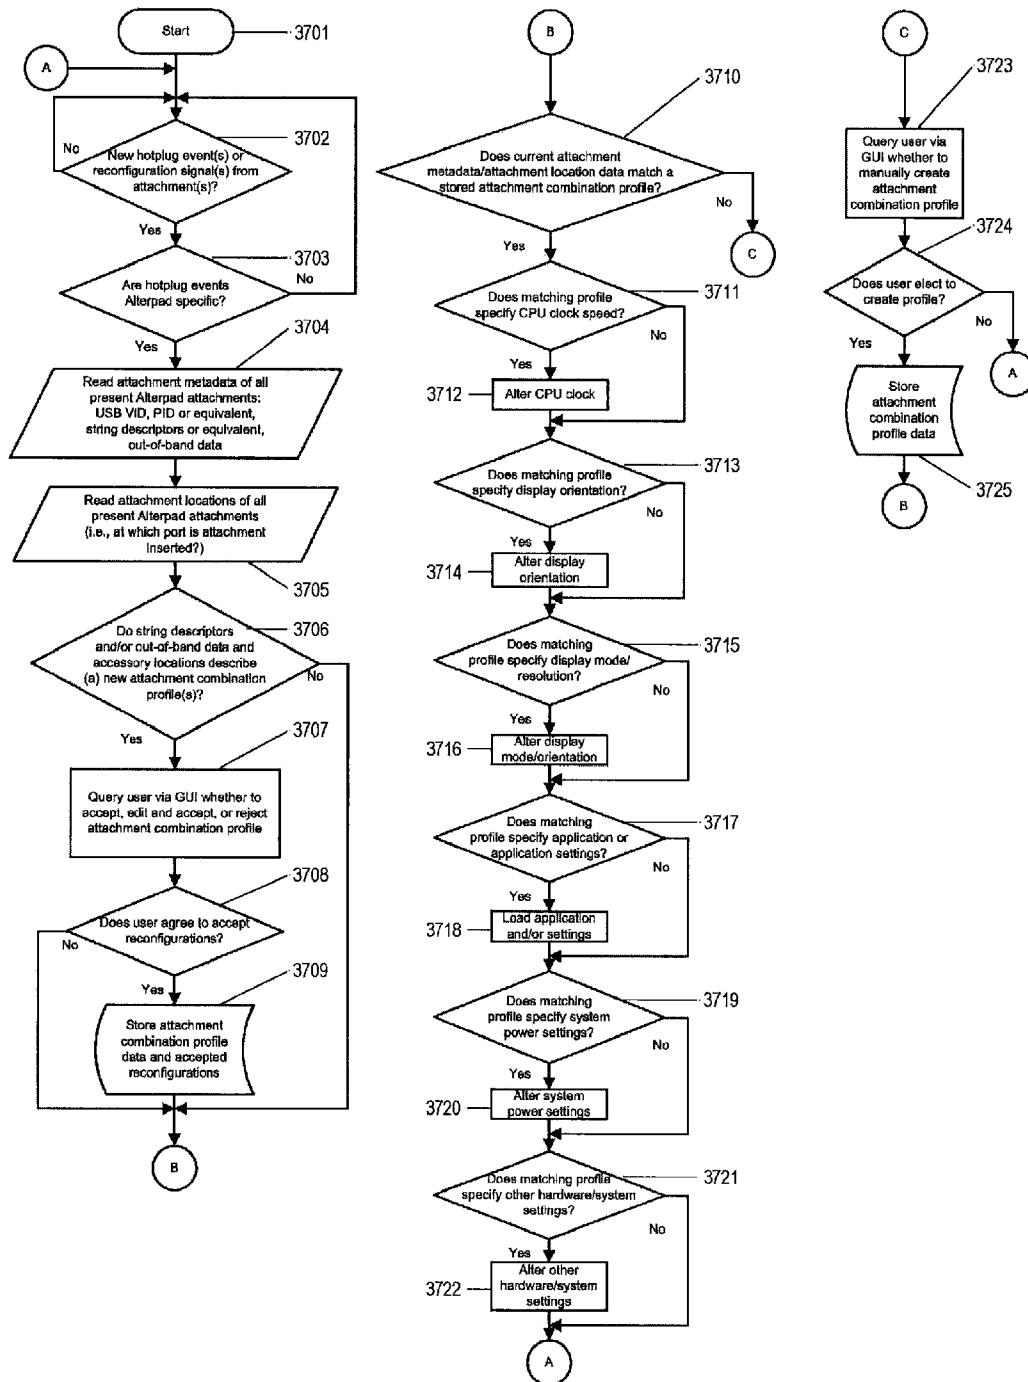 Start
3701
A
3702
No
New hotplug event(s) or
reconfiguration signal(s) from
attachment(s)?
Yes
3703
Are hotplug events
Alterpad specific?
No
Yes
3704
Read attachment metadata of all
present Alterpad attachments:
USB VID, PID or equivalent,
string descriptors or equivalent,
out-of-band data
Read attachment locations of all
present Alterpad attachments
(i.e., at which port is attachment
inserted?)
3705
Do string descriptors
and/or out-of-band data and
accessory locations describe
(a) new attachment combination
profile(s)?
3706
No
Yes
3707
Query user via GUI whether to
accept, edit and accept, or reject
attachment combination profile
3708
Does user agree to accept
reconfigurations?
No
Yes
3709
Store attachment
combination profile
data and accepted
reconfigurations
B
B
3710
Does current attachment
metadata/attachment location data match a
stored attachment combination profile?
No
C
Yes
3711
Does matching profile
specify CPU clock speed?
No
Yes
3712
Alter CPU clock
3713
Does matching profile
specify display orientation?
No
Yes
3714
Alter display
orientation
3715
Does matching
profile specify display mode/
resolution?
No
Yes
3716
Alter display
mode/orientation
3717
Does matching
profile specify application or
application settings?
No
Yes
3718
Load application
and/or settings
3719
Does matching
profile specify system
power settings?
No
Yes
3720
Alter system
power settings
3721
Does matching profile
specify other hardware/system
settings?
No
Yes
3722
Alter other
hardware/system
settings
A
C
3723
Query user via
GUI whether to
manually create
attachment
combination profile
3724
Does user elect to
create profile?
No
A
Yes
Store
attachment
combination
profile data
3725
B